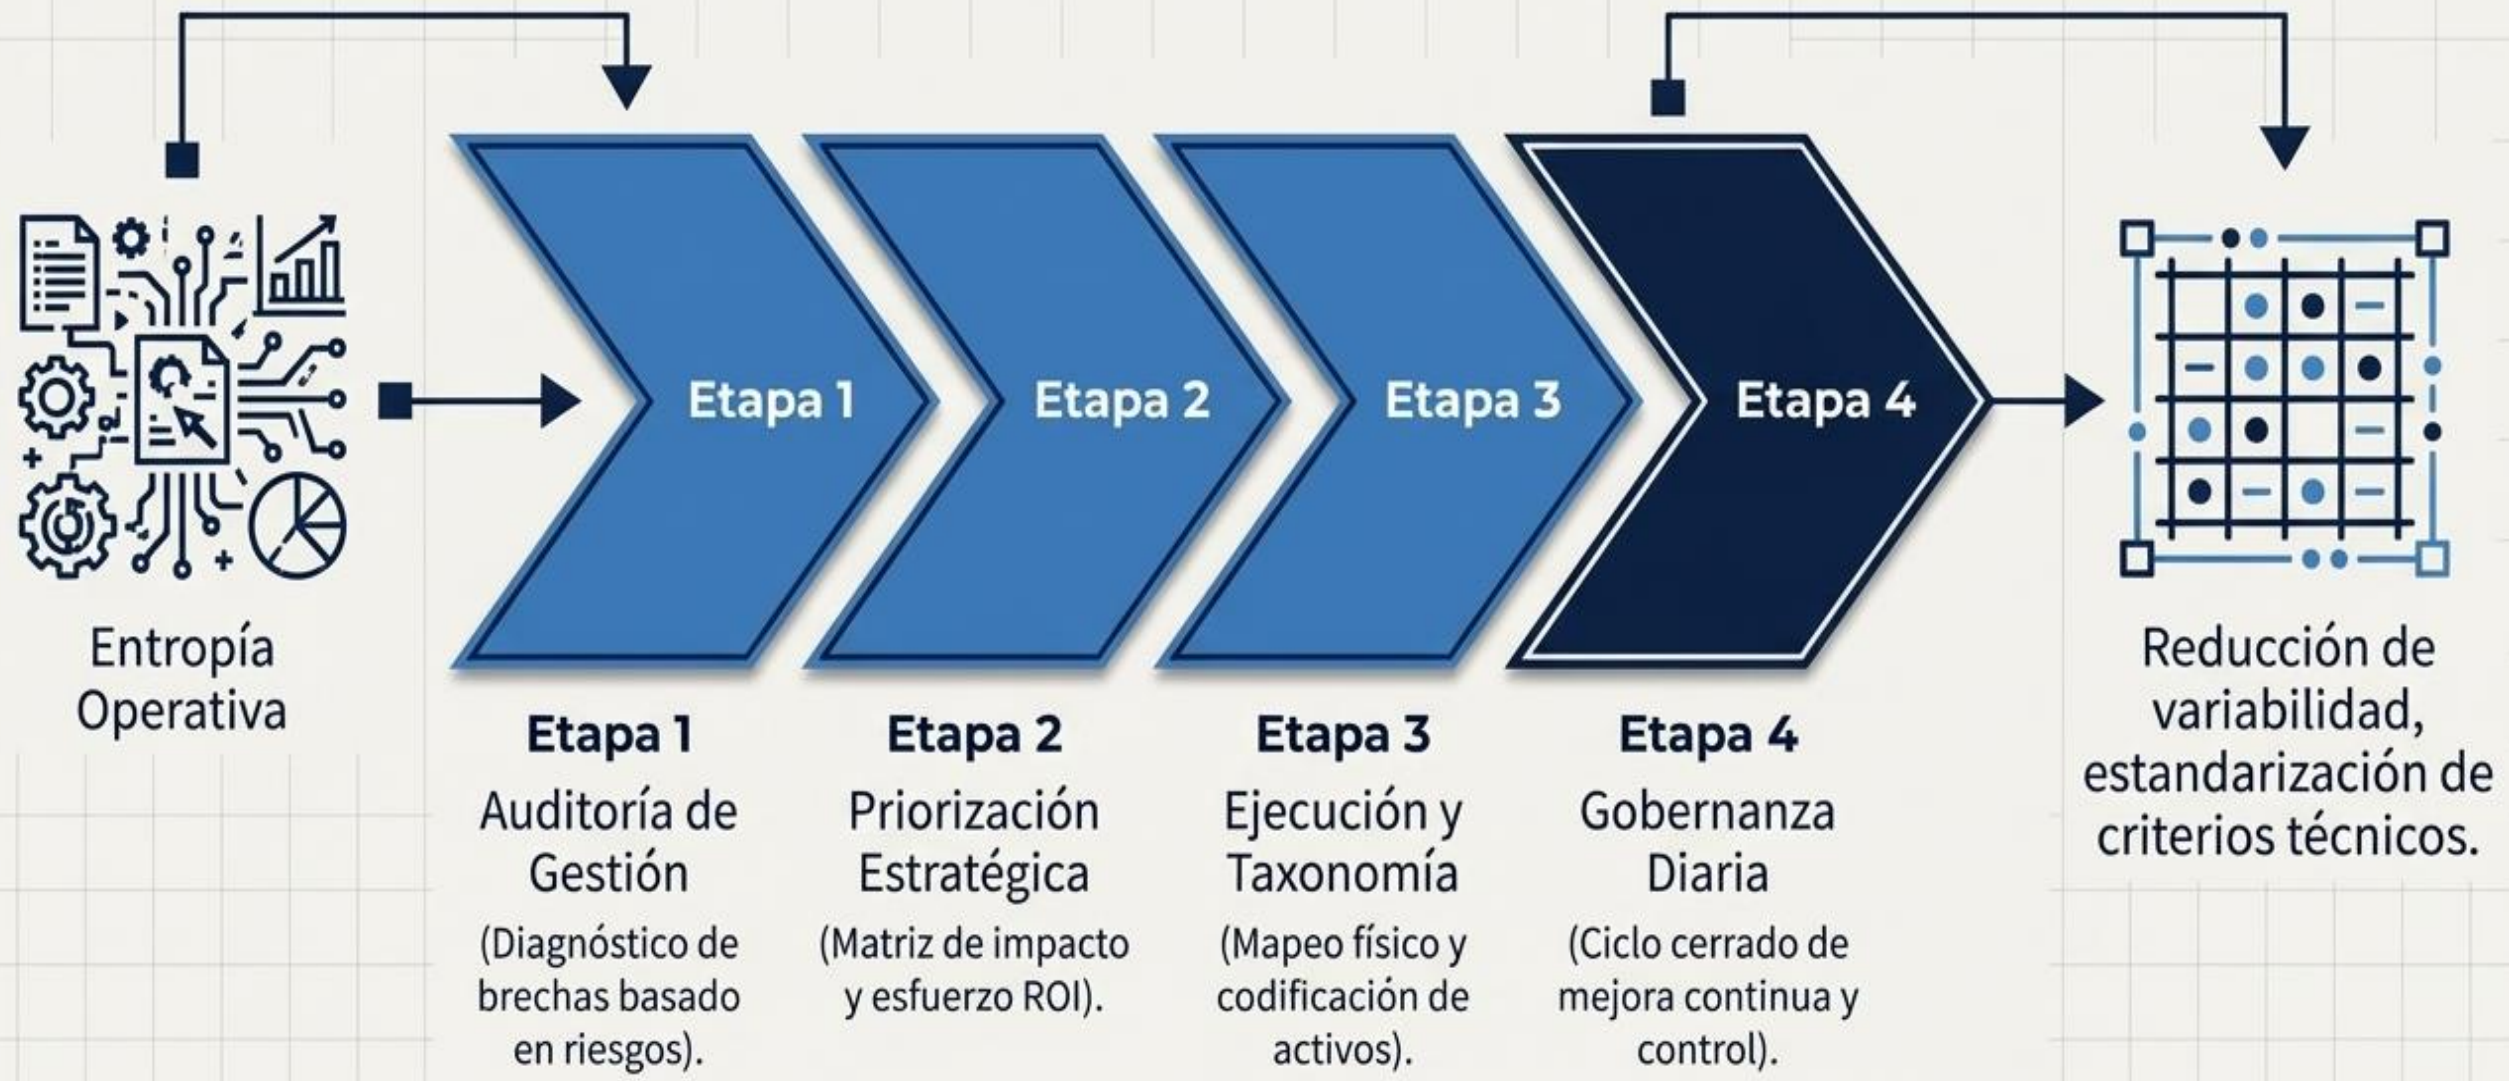 Entropía
Operativa
Etapa 1
Etapa 2
Etapa 3
Etapa 4
Etapa 1
Auditoría de
Gestión
(Diagnóstico de
brechas basado
en riesgos).
Etapa 2
Priorización
Estratégica
(Matriz de impacto
y esfuerzo ROI).
Etapa 3
Ejecución y
Taxonomía
(Mapeo físico y
codificación de
activos).
Etapa 4
Gobernanza
Diaria
(Ciclo cerrado de
mejora continua y
control).
Reducción de
variabilidad,
estandarización de
criterios técnicos.